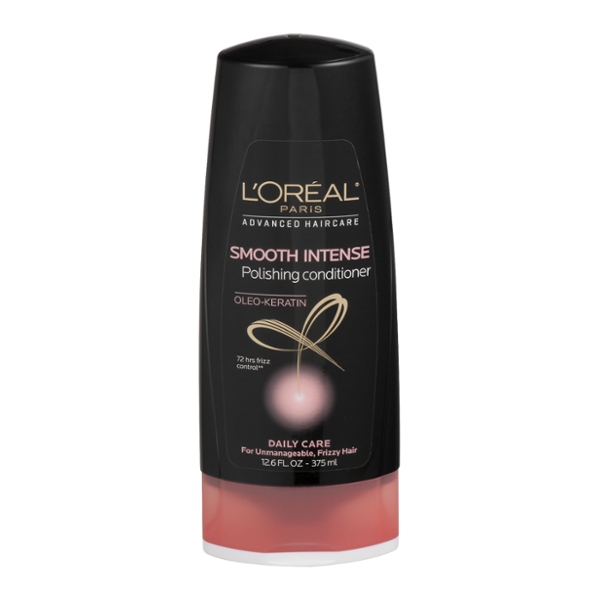 L'ORÉAL®
PARIS
ADVANCED HAIRCARE
SMOOTH INTENSE
Polishing conditioner
OLEO-KERATIN
72 hrs frizz
control**
DAILY CARE
For Unmanageable, Frizzy Hair
12.6 FL. OZ - 375 ml